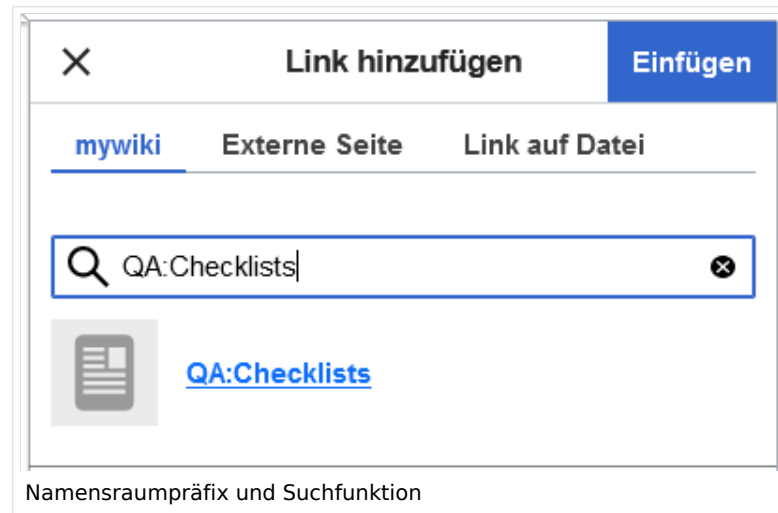 Link hinzufügen Einfügen
mywiki Externe Seite Link auf Datei
QA:Checklists
QA:Checklists
Namensraumpräfix und Suchfunktion